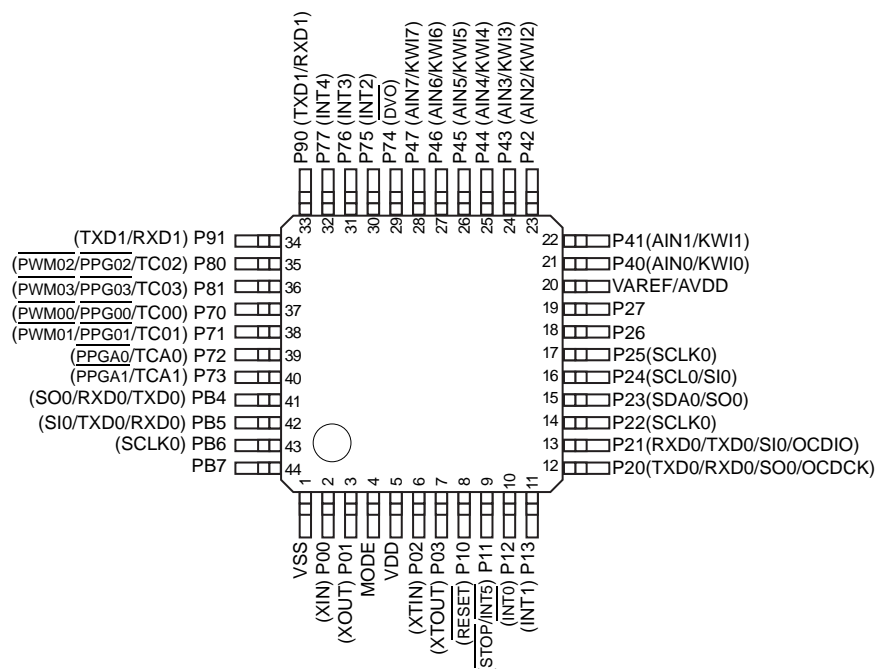 P90 (TXD1/RXD1)
P77 (INT4)
P76 (INT3)
P75 (INT2)
P74 (DVO)
P47 (AIN7/KWI7)
P46 (AIN6/KWI6)
P45 (AIN5/KWI5)
P44 (AIN4/KWI4)
P43 (AIN3/KWI3)
P42 (AIN2/KWI2)
33
32
31
30
29
28
27
26
25
24
23
(TXD1/RXD1) P91 34
(PWM02/PPG02/TC02) P80 35
(PWM03/PPG03/TC03) P81 36
(PWM00/PPG00/TC00) P70 37
(PWM01/PPG01/TC01) P71 38
(PPGA0/TCA0) P72 39
(PPGA1/TCA1) P73 40
(SO0/RXD0/TXD0) PB4 41
(SI0/TXD0/RXD0) PB5 42
(SCLK0) PB6 43
PB7 44
22 P41(AIN1/KWI1)
21 P40(AIN0/KWI0)
20 VAREF/AVDD
19 P27
18 P26
17 P25(SCLK0)
16 P24(SCL0/SI0)
15 P23(SDA0/SO0)
14 P22(SCLK0)
13 P21(RXD0/TXD0/SI0/OCDIO)
12 P20(TXD0/RXD0/SO0/OCDCK)
1
2
3
4
5
6
7
8
9
10
11
VSS
(XIN) P00
(XOUT) P01
MODE
VDD
(XTIN) P02
(XTOUT) P03
(RESET) P10
STOP/INT5) P11
(INT0) P12
(INT1) P13